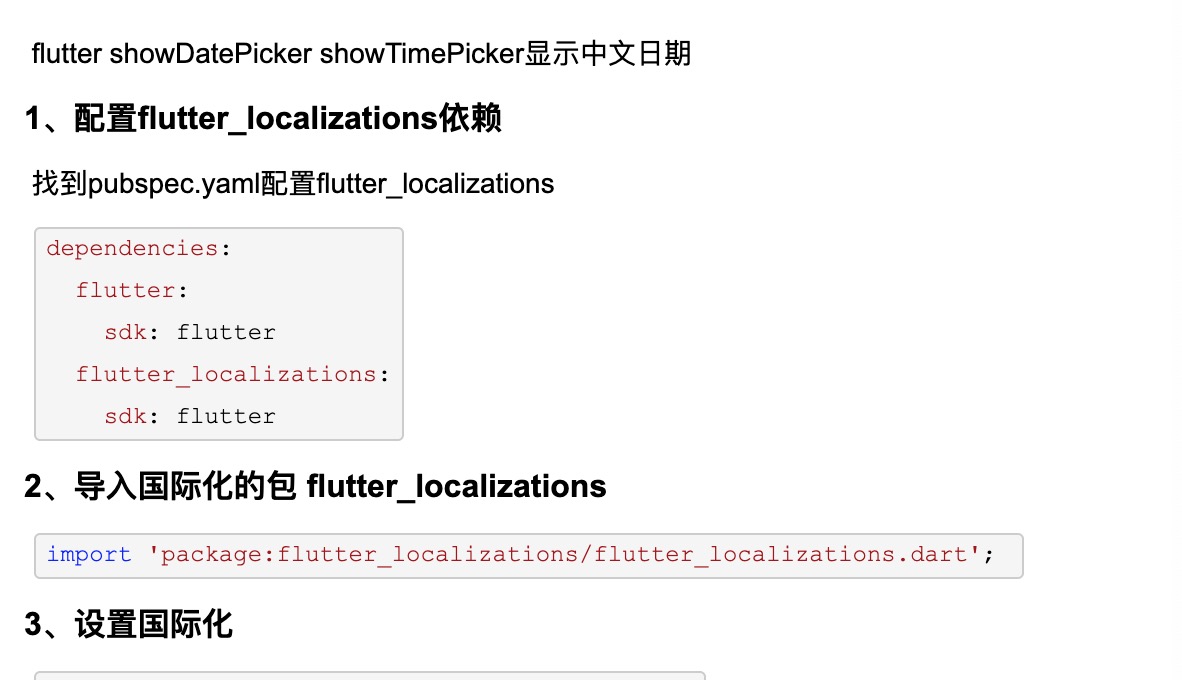 flutter showDatePicker showTimePicker显示中文日期
1、配置flutter_localizations依赖
找到pubspec.yaml配置flutter_localizations
dependencies:
  flutter:
    sdk: flutter
  flutter_localizations:
    sdk: flutter
2、导入国际化的包 flutter_localizations
import 'package:flutter_localizations/flutter_localizations.dart';
3、设置国际化